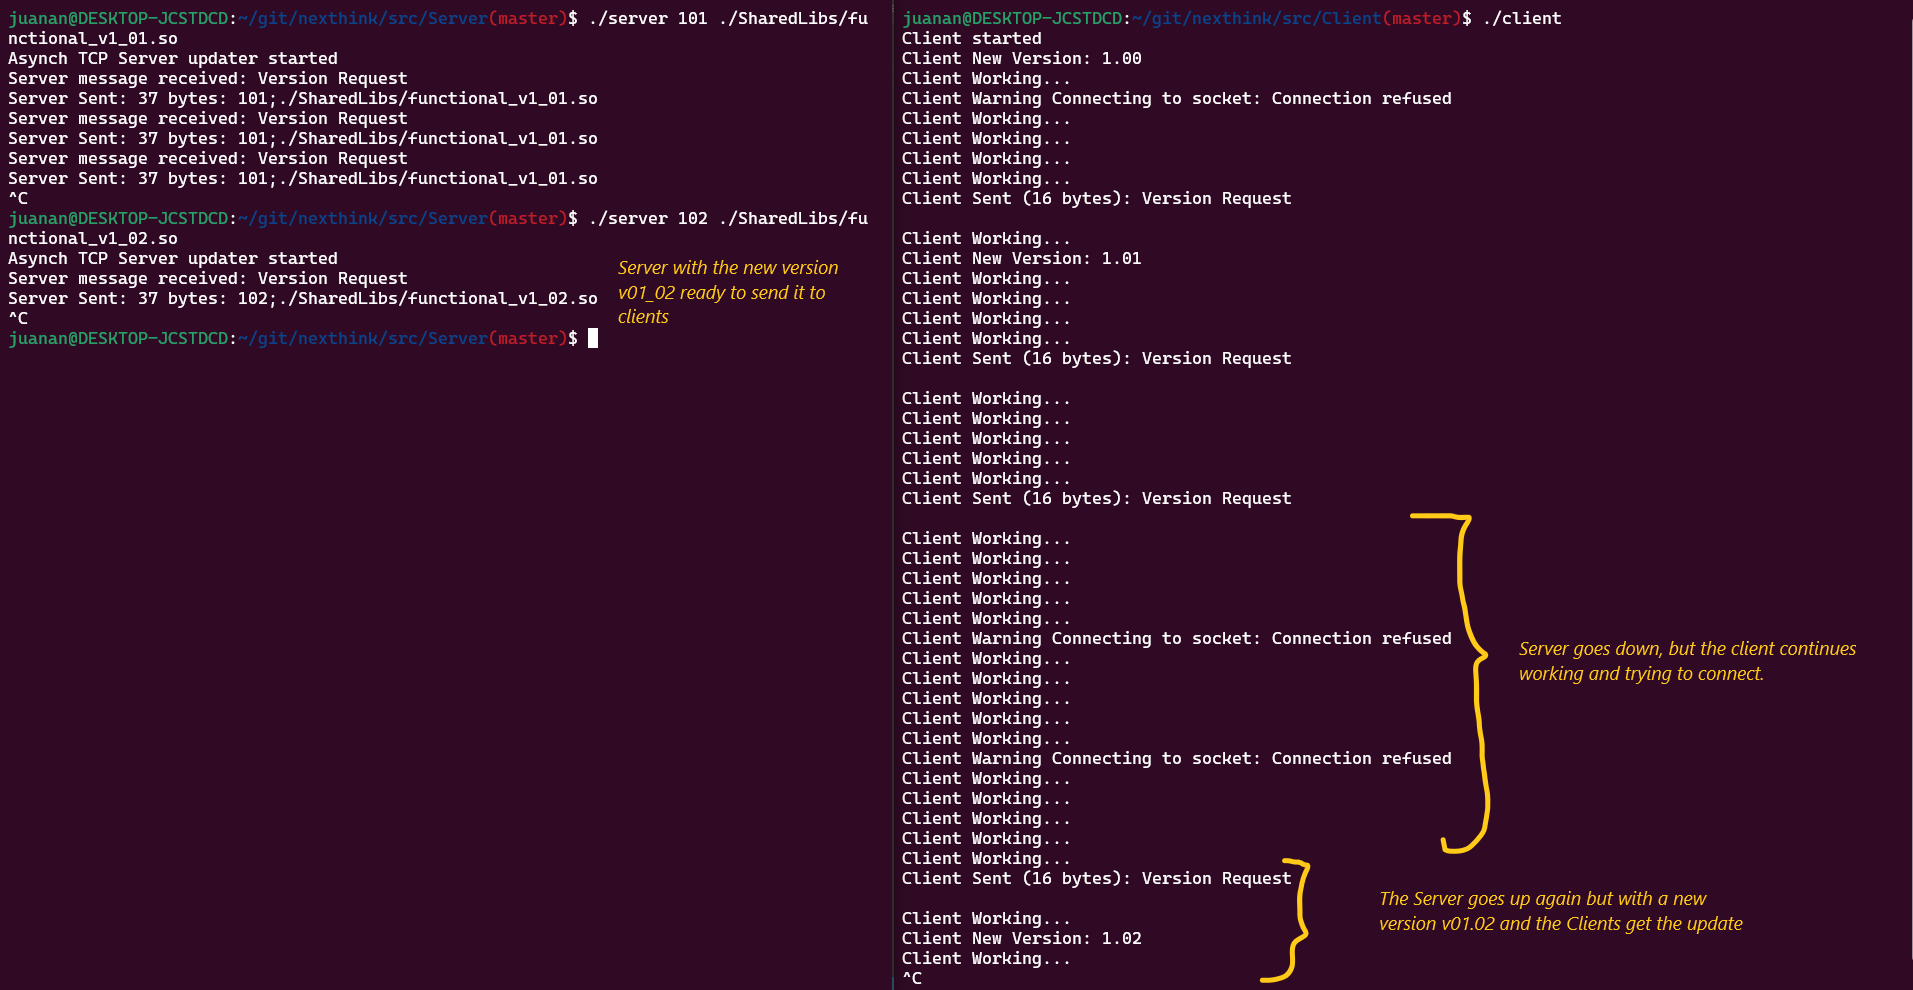 juanan@DESKTOP-JCSTDCD:~/git/nexthink/src/Server(master)$ ./server 101 ./SharedLibs/fu
nctional_v1_01.so
Asynch TCP Server updater started
Server message received: Version Request
Server Sent: 37 bytes: 101;./SharedLibs/functional_v1_01.so
Server message received: Version Request
Server Sent: 37 bytes: 101;./SharedLibs/functional_v1_01.so
Server message received: Version Request
Server Sent: 37 bytes: 101;./SharedLibs/functional_v1_01.so
^C
juanan@DESKTOP-JCSTDCD:~/git/nexthink/src/Server(master)$ ./server 102 ./SharedLibs/fu
nctional_v1_02.so
Asynch TCP Server updater started
Server message received: Version Request
Server Sent: 37 bytes: 102;./SharedLibs/functional_v1_02.so
^C
juanan@DESKTOP-JCSTDCD:~/git/nexthink/src/Server(master)$
Server with the new version
v01_02 ready to send it to
clients
juanan@DESKTOP-JCSTDCD:~/git/nexthink/src/Client(master)$ ./client
Client started
Client New Version: 1.00
Client Working...
Client Warning Connecting to socket: Connection refused
Client Working...
Client Working...
Client Working...
Client Working...
Client Sent (16 bytes): Version Request
Client Working...
Client New Version: 1.01
Client Working...
Client Working...
Client Working...
Client Working...
Client Sent (16 bytes): Version Request
Client Working...
Client Working...
Client Working...
Client Working...
Client Working...
Client Sent (16 bytes): Version Request
Client Working...
Client Working...
Client Working...
Client Working...
Client Working...
Client Warning Connecting to socket: Connection refused
Client Working...
Client Working...
Client Working...
Client Working...
Client Working...
Client Warning Connecting to socket: Connection refused
Client Working...
Client Working...
Client Working...
Client Working...
Client Working...
Client Sent (16 bytes): Version Request
Client Working...
Client New Version: 1.02
Client Working...
^C
Server goes down, but the client continues
working and trying to connect.
The Server goes up again but with a new
version v01.02 and the Clients get the update